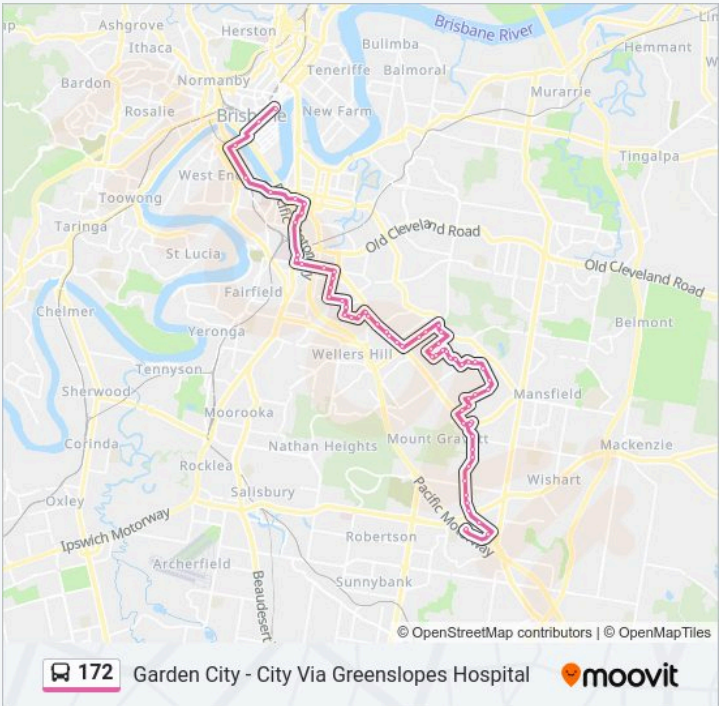 Ashgrove
Herston
Brisbane River
Lin
Ithaca
Bulimba
Hemmant
Bardon
Normanby
Teneriffe
Balmoral
Rosalie
Murarrie
Brisbane
New Farm
Tingalpa
West End
Toowong
Taringa
Old Cleveland Road
St Lucia
Old Cleveland Road
Fairfield
Chelmer
Belmont
Yeronga
Wellers Hill
Tennyson
Sherwood
Mansfield
Moorooka
Corinda
Nathan Heights
Mount Gravatt
Mackenzie
Rocklea
Salisbury
Wishart
Oxley
Pacific Motorway
Ipswich Motorway
Robertson
Archerfield
Sunnybank
Beaudesert
© OpenStreetMap contributors | © OpenMapTiles
172 Garden City - City Via Greenslopes Hospital moovit